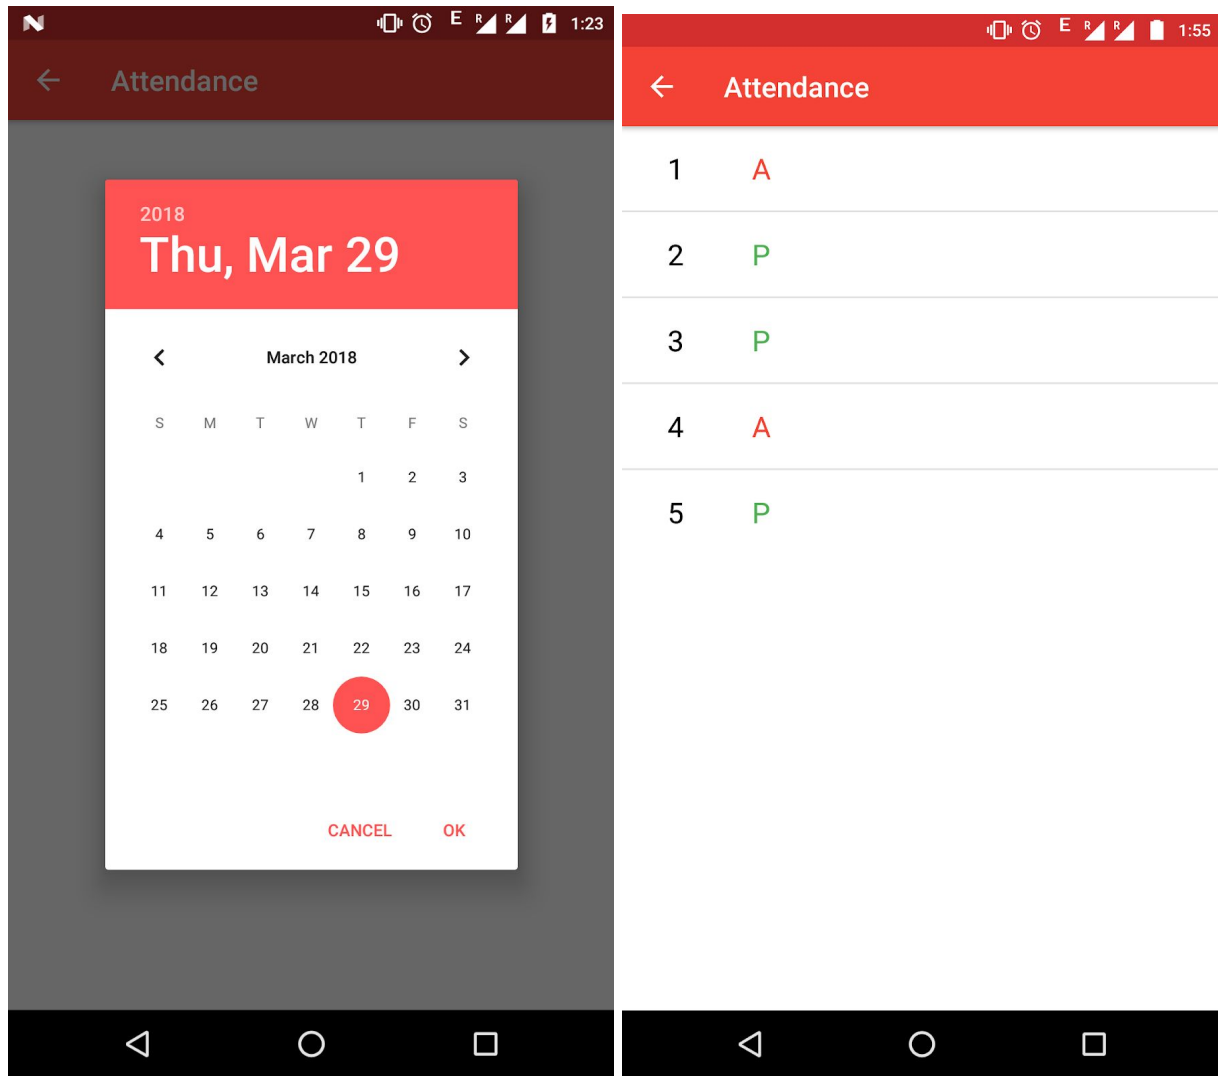 E R R 1:23
Attendance
2018
Thu, Mar 29
March 2018
S M T W T F S
1 2 3
4 5 6 7 8 9 10
11 12 13 14 15 16 17
18 19 20 21 22 23 24
25 26 27 28 29 30 31
CANCEL OK
E R R 1:55
Attendance
1 A
2 P
3 P
4 A
5 P